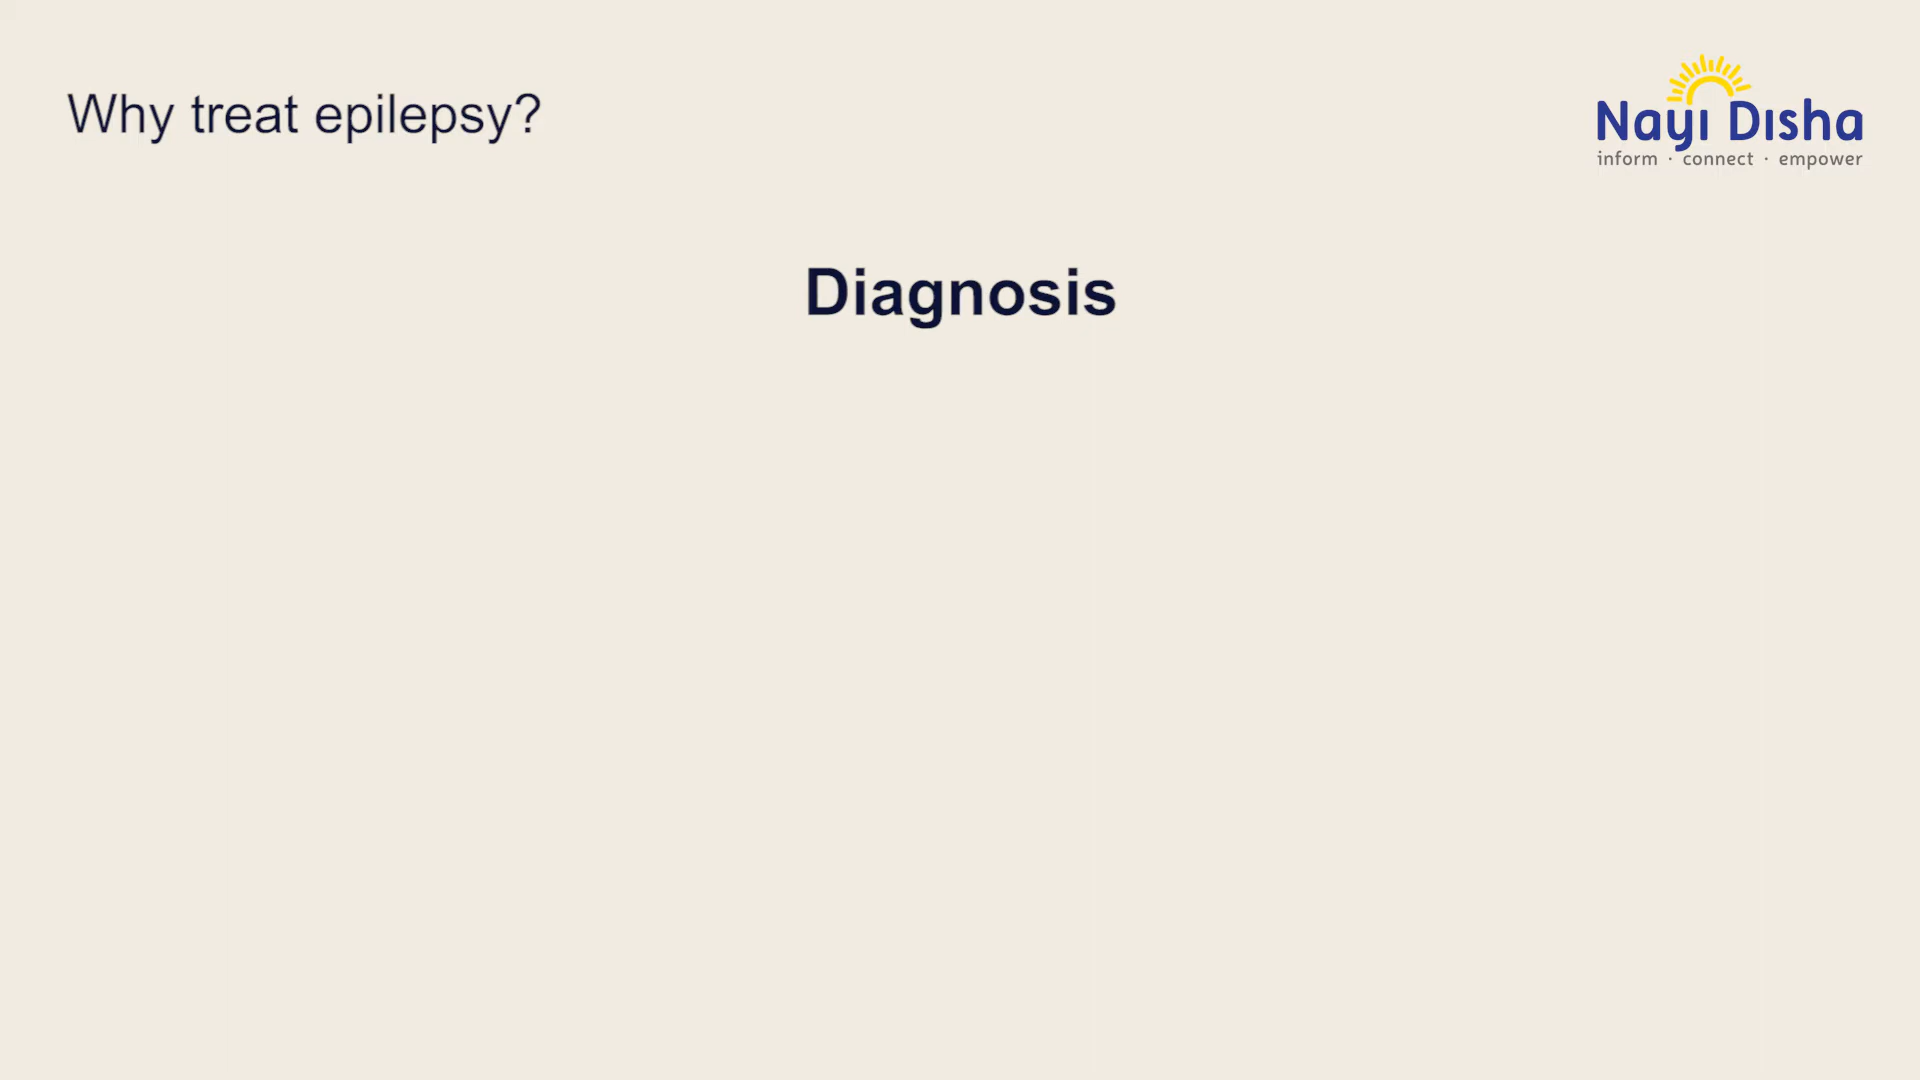 Why treat epilepsy?
Nayi Disha
inform · connect · empower
Diagnosis